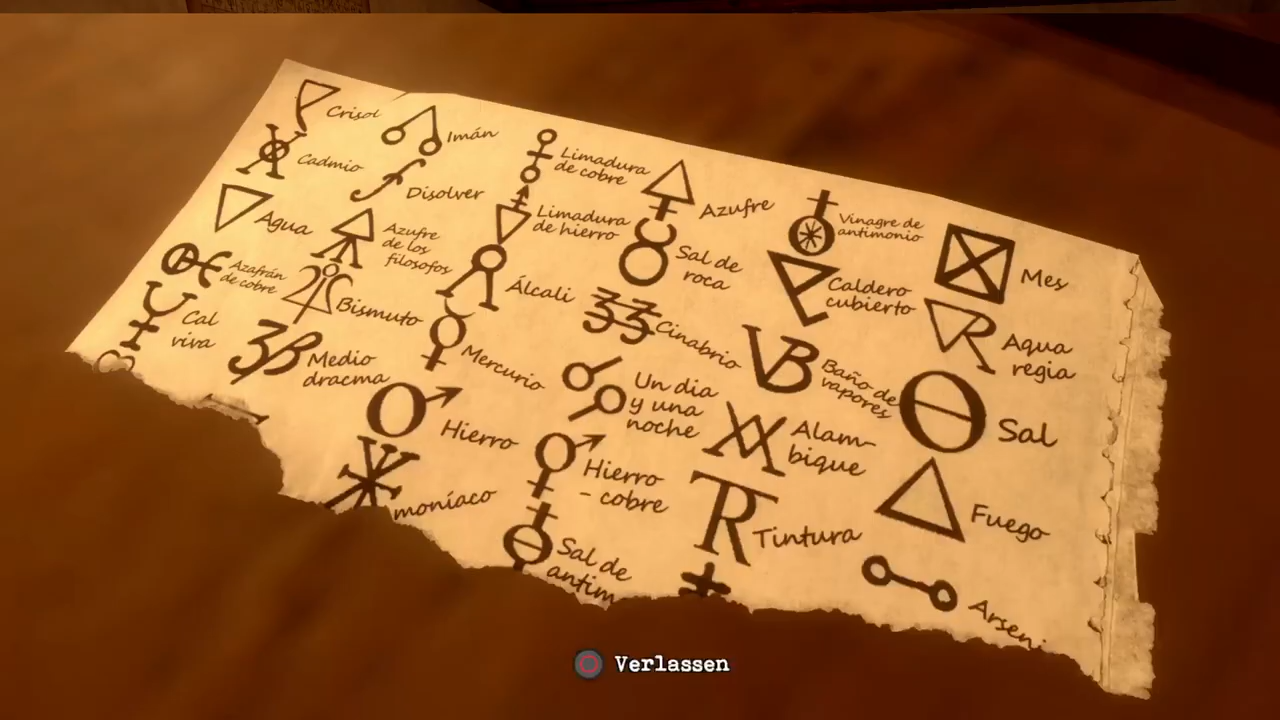 Crisol
Imán
Cadmio
Disolver
Limadura
de cobre
Azufre
Vinagre de
antimonio
Mes
Agua
Azufre
de los
filosofos
Limadura
de hierro
Sal de
roca
Caldero
cubierto
Aqua
regia
Azafrán
de cobre
Bismuto
Álcali
Cinabrio
Baño de
vapores
Sal
Cal
viva
Medio
dracma
Mercurio
Un dia
y una
noche
Alam-
bique
Fuego
Hierro
Hierro
- cobre
Tintura
Arseni
moníaco
Sal de
antim
Verlassen